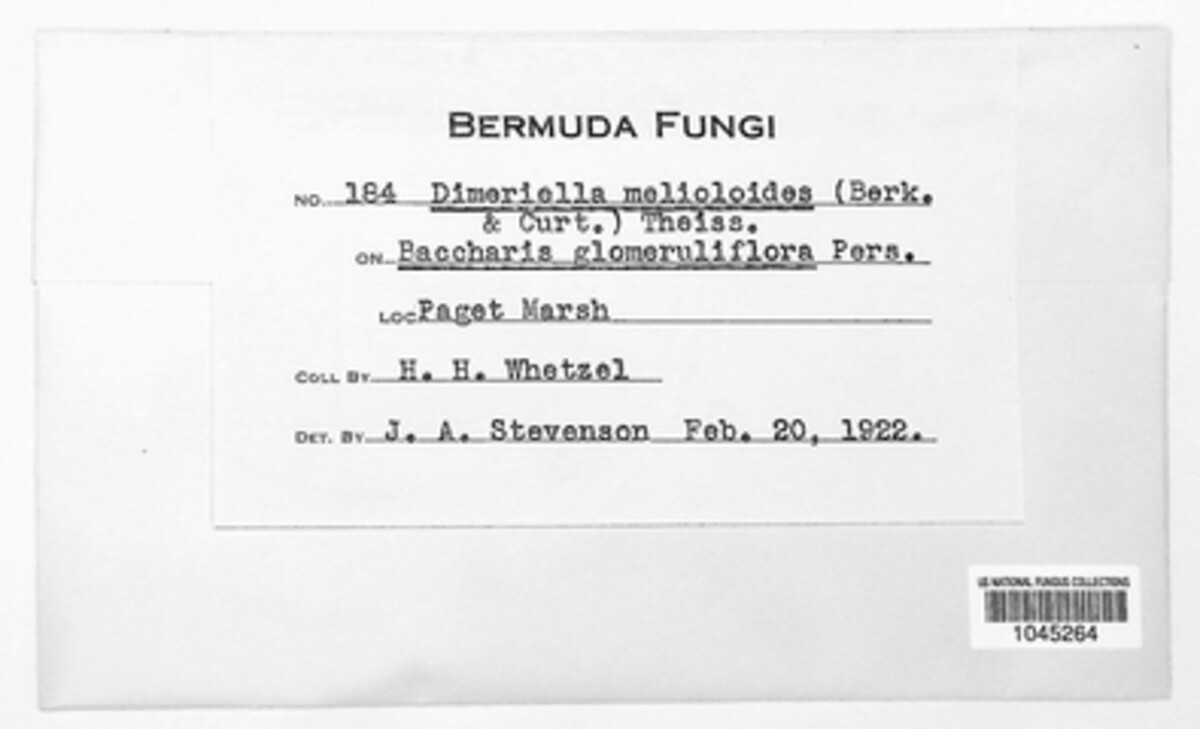 BERMUDA FUNGI
NO. 184 Dimeriella melioloides (Berk.
& Curt.) Theiss.
ON Baccharis glomeruliflora Pers.
LOC Paget Marsh
COLL BY H. H. Whetzel
DET. BY J. A. Stevenson Feb. 20, 1922.
US NATIONAL FUNGUS COLLECTIONS
1045264